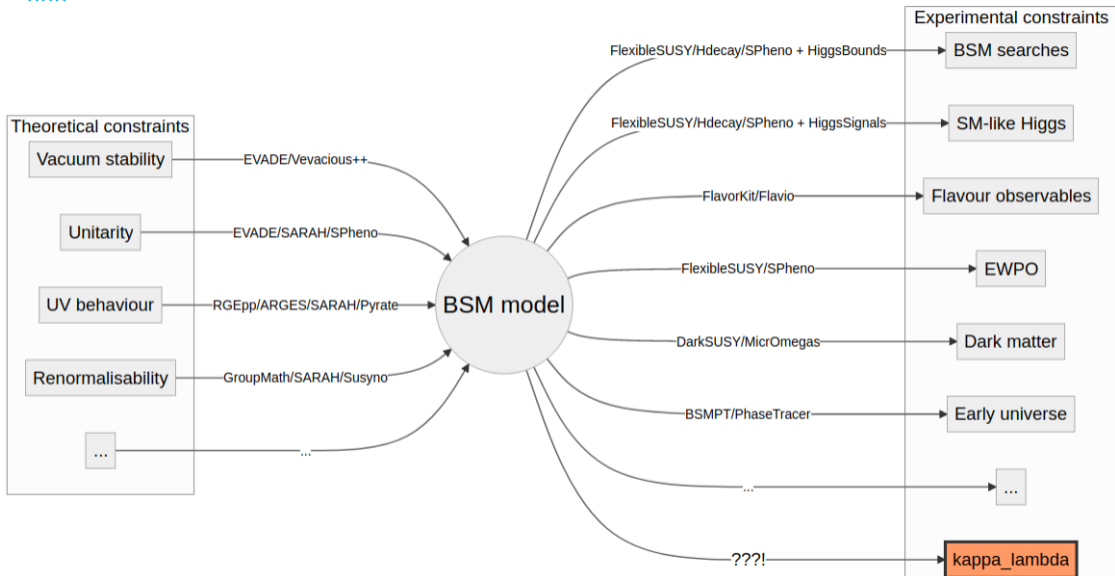 Experimental constraints
FlexibleSUSY/Hdecay/SPheno + HiggsBounds
BSM searches
Theoretical constraints
FlexibleSUSY/Hdecay/SPheno + HiggsSignals
SM-like Higgs
Vacuum stability
EVADE/Vevacious++
FlavorKit/Flavio
Flavour observables
Unitarity
EVADE/SARAH/SPheno
FlexibleSUSY/SPheno
EWPO
UV behaviour
RGEpp/ARGES/SARAH/Pyrate
BSM model
DarkSUSY/MicrOmegas
Dark matter
Renormalisability
GroupMath/SARAH/Susyno
BSMPT/PhaseTracer
Early universe
...
...
...
...
???!
kappa_lambda